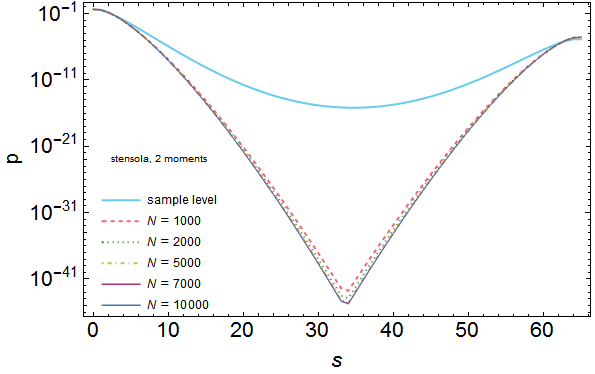 10^-1
10^-11
10^-21
10^-31
10^-41
p
stensola, 2 moments
sample level
N = 1000
N = 2000
N = 5000
N = 7000
N = 10000
0 10 20 30 40 50 60
s